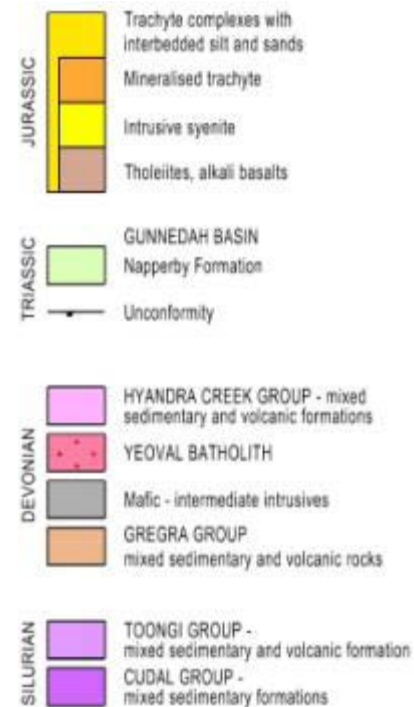 JURASSIC
Trachyte complexes with
interbedded silt and sands
Mineralised trachyte
Intrusive syenite
Tholeiites, alkali basalts
TRIASSIC
GUNNEDAH BASIN
Napperby Formation
Unconformity
DEVONIAN
HYANDRA CREEK GROUP - mixed
sedimentary and volcanic formations
YEOVAL BATHOLITH
Mafic - intermediate intrusives
GREGRA GROUP
mixed sedimentary and volcanic rocks
SILURIAN
TOONGI GROUP -
mixed sedimentary and volcanic formation
CUDAL GROUP -
mixed sedimentary formations